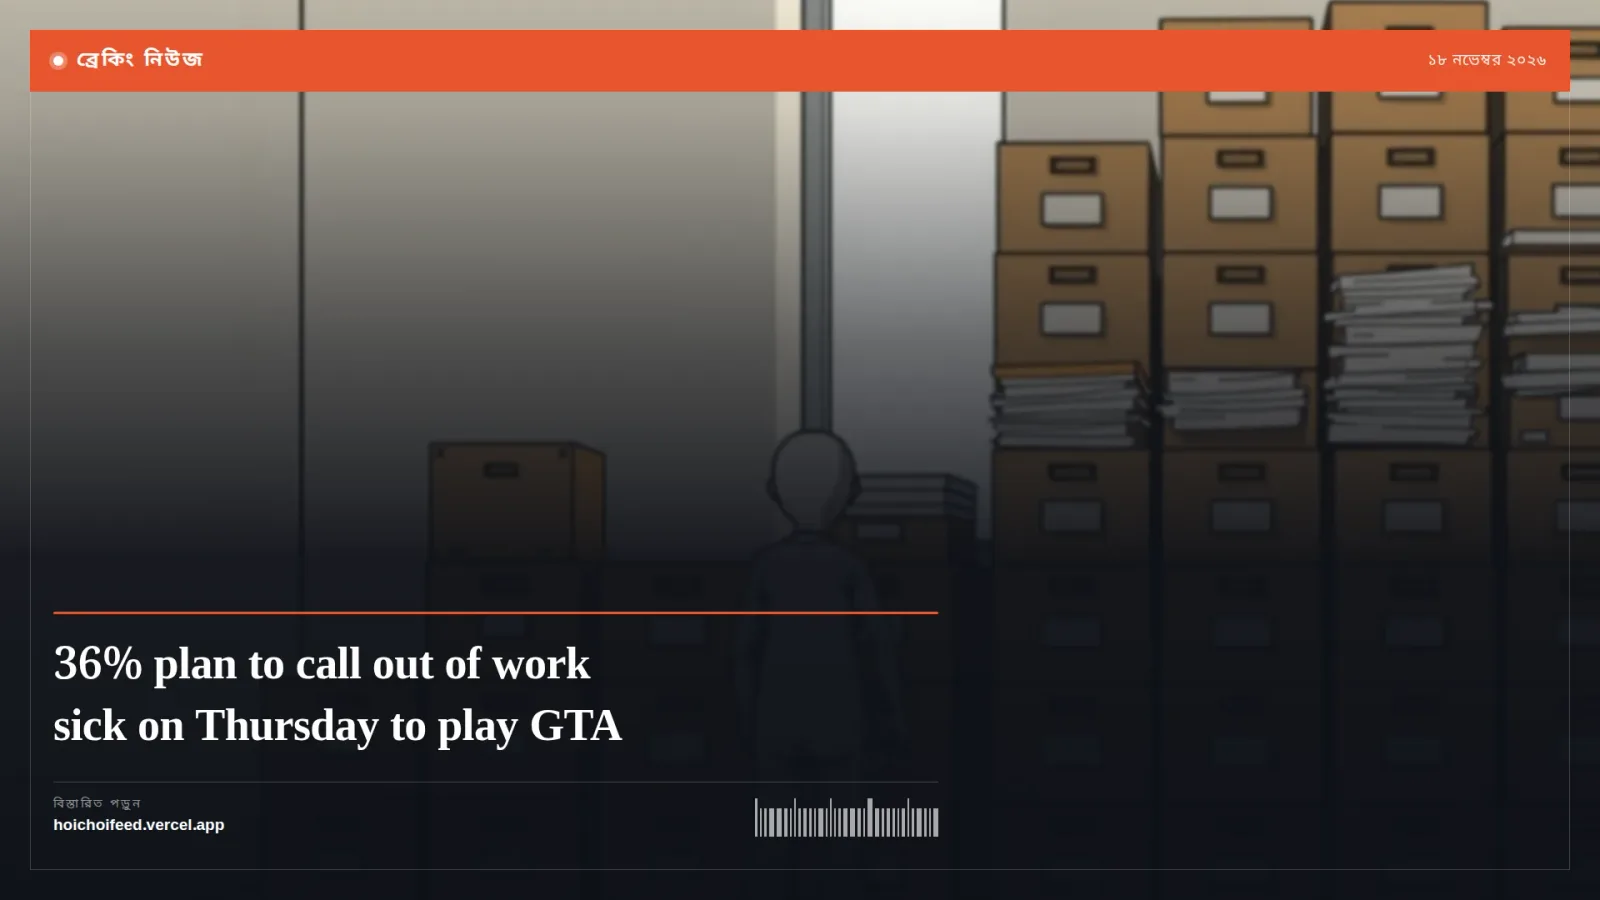 ব্রেকিং নিউজ
১৮ নভেম্বর ২০২৬
36% plan to call out of work
sick on Thursday to play GTA
বিস্তারিত পড়ুন
hoichoifeed.vercel.app